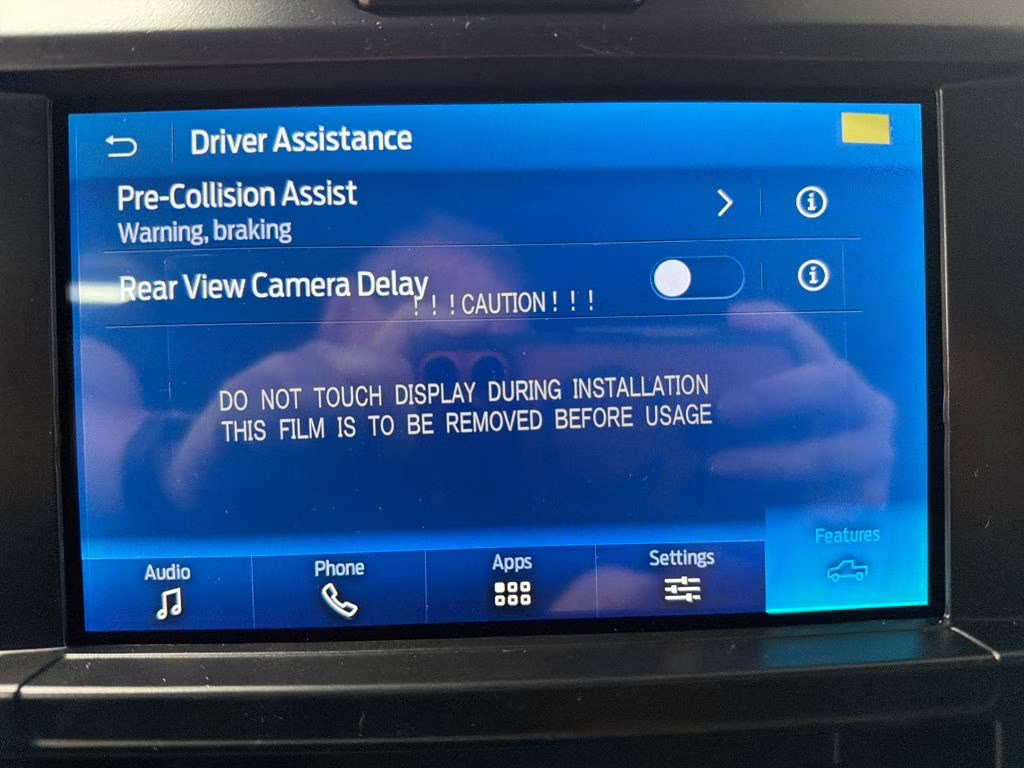 Driver Assistance
Pre-Collision Assist
Warning, braking
Rear View Camera Delay
! ! ! CAUTION ! ! !
DO NOT TOUCH DISPLAY DURING INSTALLATION
THIS FILM IS TO BE REMOVED BEFORE USAGE
Audio
Phone
Apps
Settings
Features